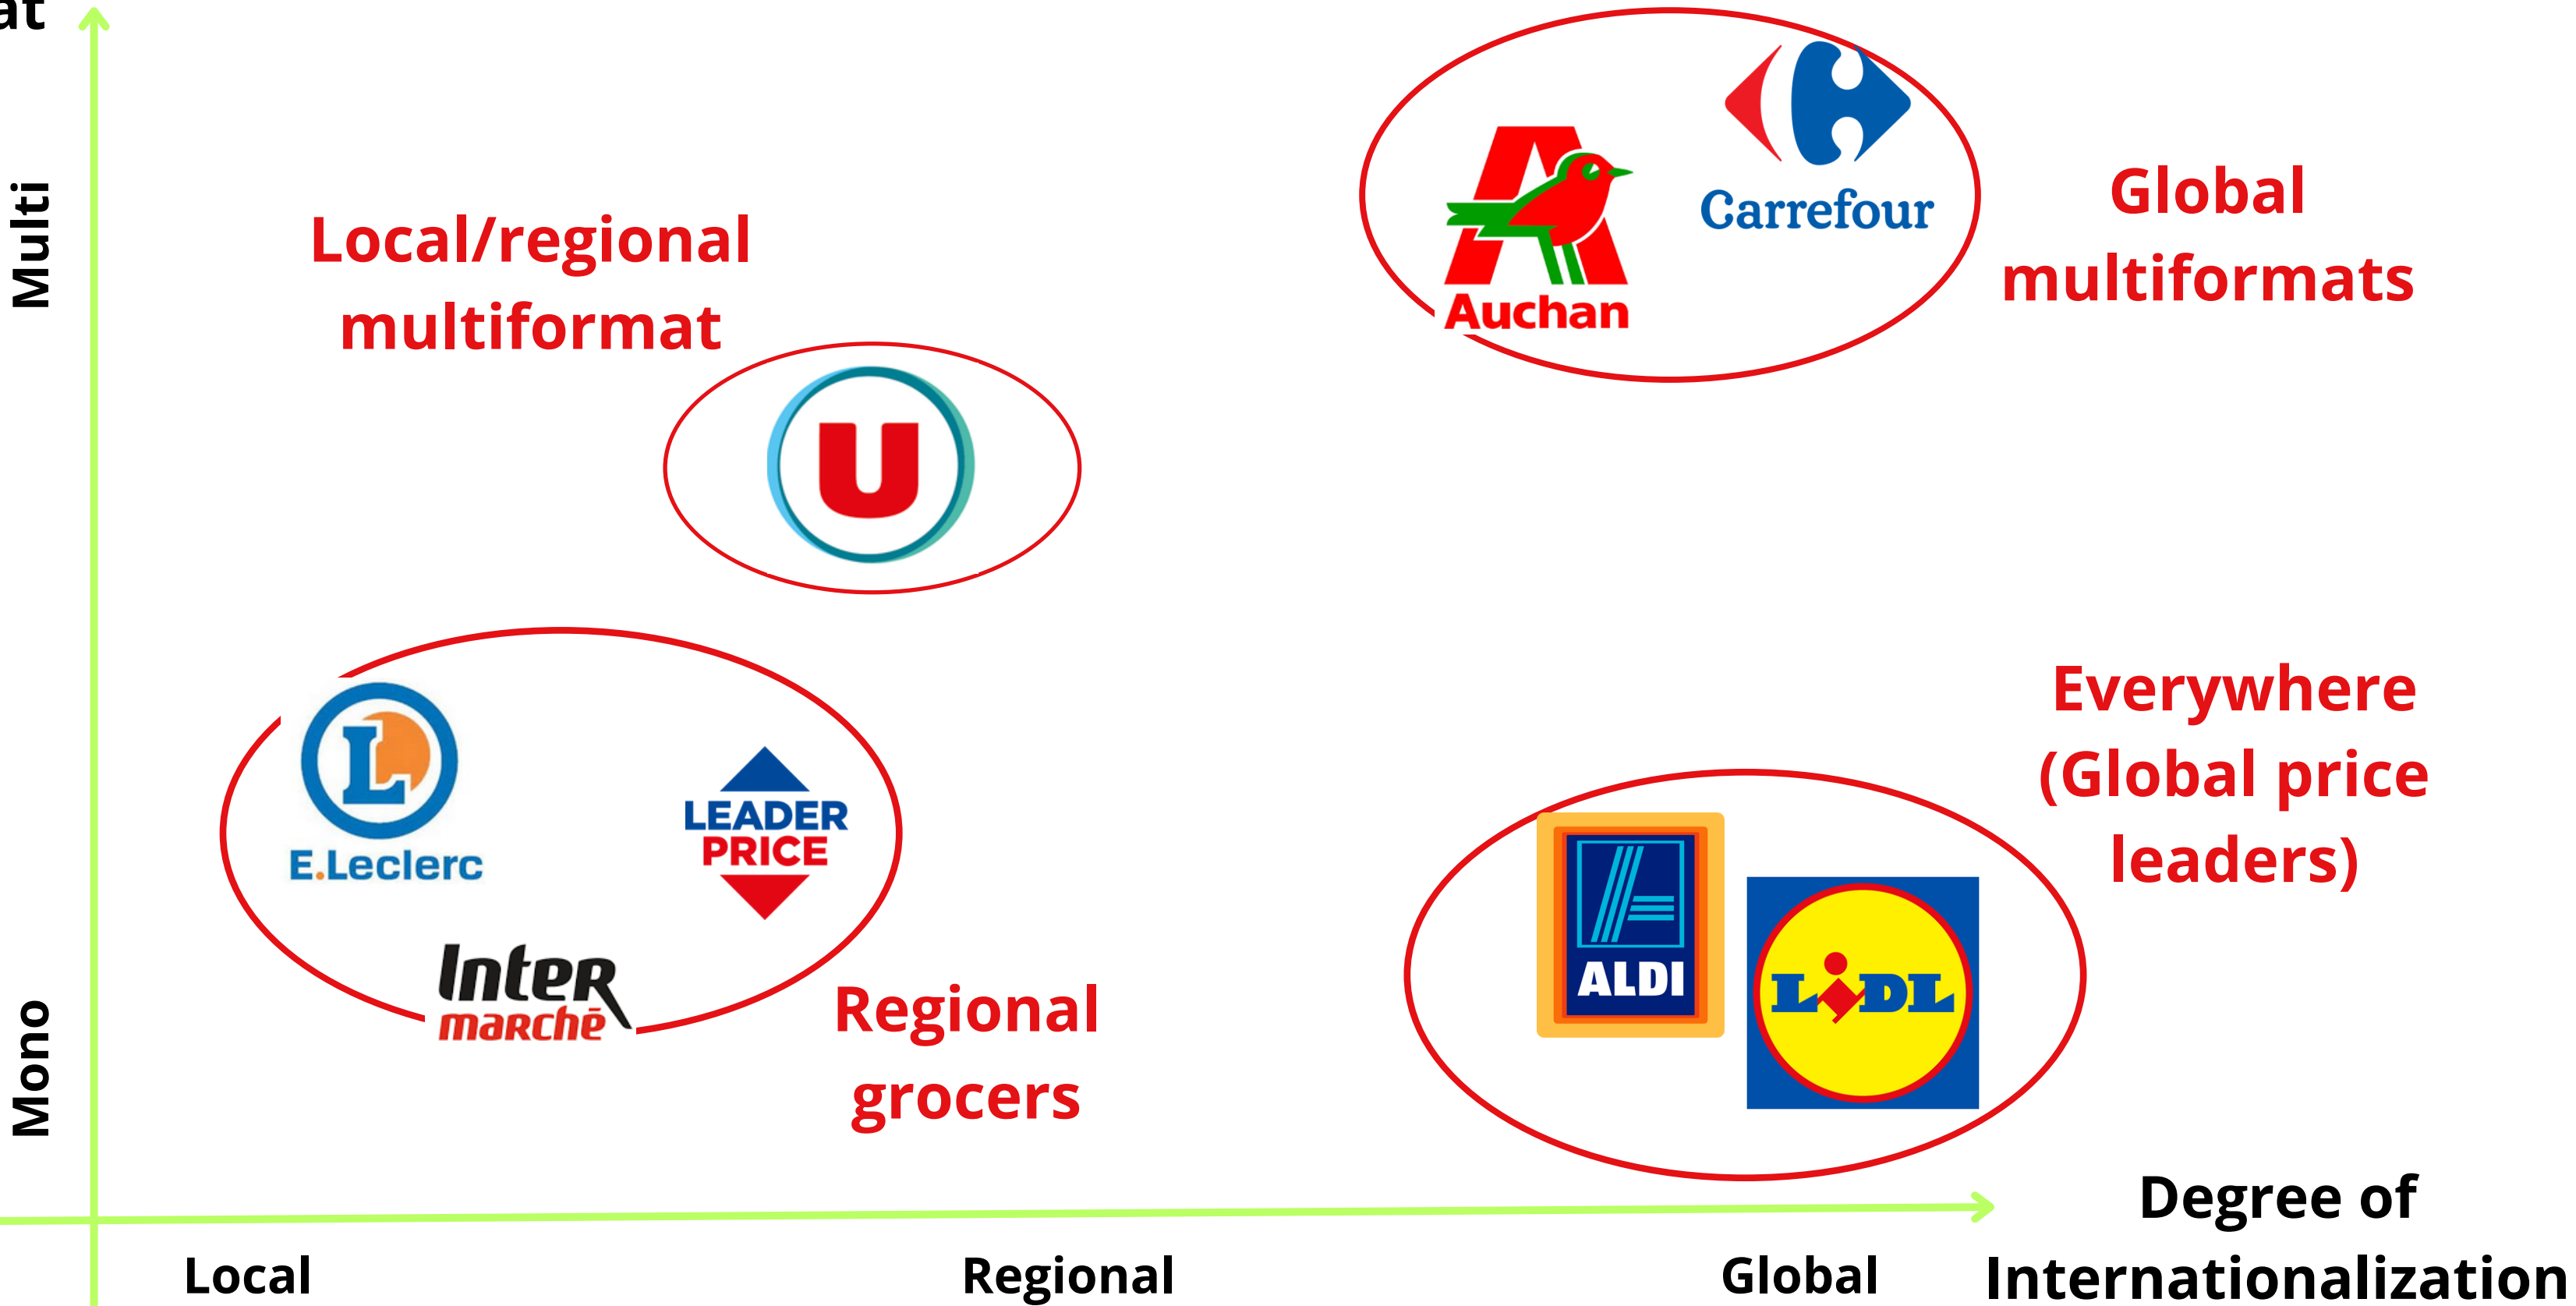 at
Multi
Mono
Local/regional
multiformat
U
Auchan
Carrefour
Global
multiformats
E.Leclerc
LEADER
PRICE
InteR
maRchē
Regional
grocers
ALDI
LiDL
Everywhere
(Global price
leaders)
Local
Regional
Global
Degree of
Internationalization